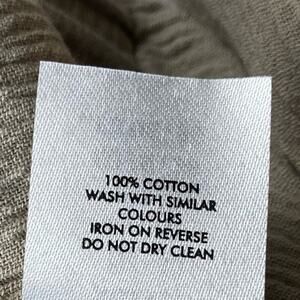 100% COTTON
WASH WITH SIMILAR
COLOURS
IRON ON REVERSE
DO NOT DRY CLEAN